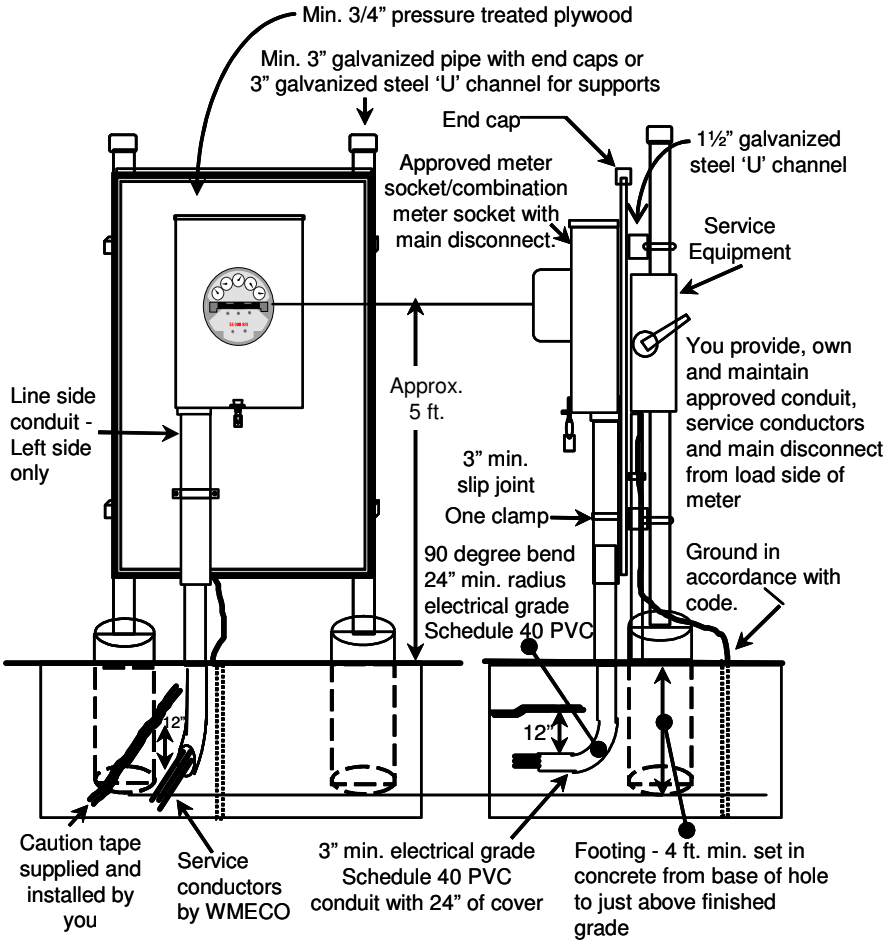 Min. 3/4” pressure treated plywood
Min. 3” galvanized pipe with end caps or
3” galvanized steel ‘U’ channel for supports
End cap
1½” galvanized
steel ‘U’ channel
Approved meter
socket/combination
meter socket with
main disconnect.
Service
Equipment
You provide, own
and maintain
approved conduit,
service conductors
and main disconnect
from load side of
meter
Approx.
5 ft.
Line side
conduit -
Left side
only
3” min.
slip joint
One clamp
90 degree bend
24” min. radius
electrical grade
Schedule 40 PVC
Ground in
accordance with
code.
12”
12”
Caution tape
supplied and
installed by
you
Service
conductors
by WMECO
3” min. electrical grade
Schedule 40 PVC
conduit with 24” of cover
Footing - 4 ft. min. set in
concrete from base of hole
to just above finished
grade